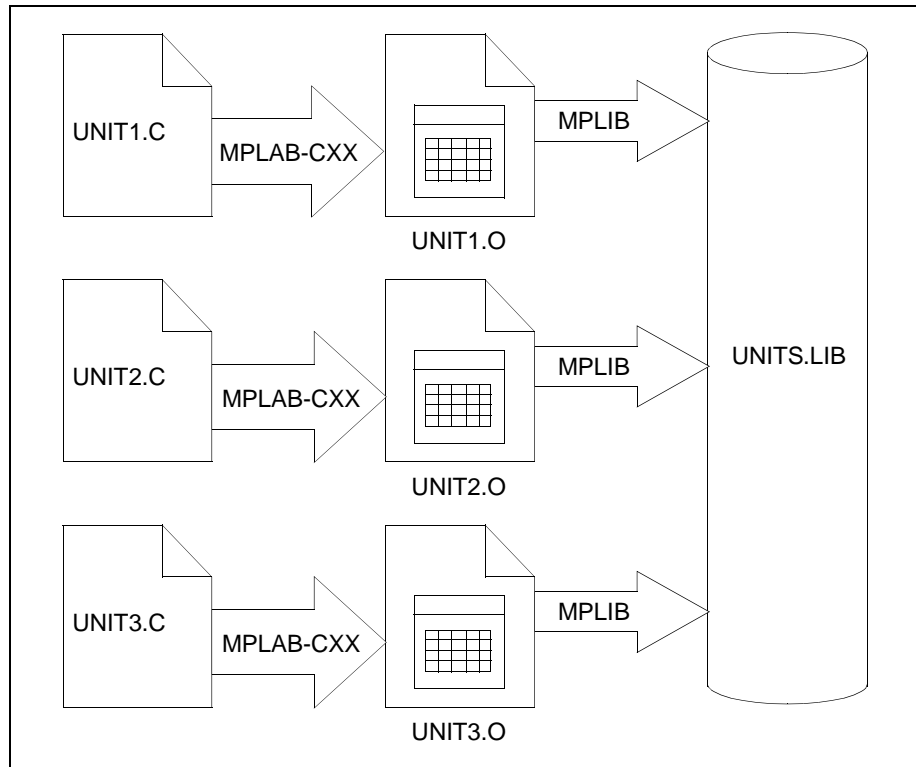 UNIT1.C
MPLAB-CXX
MPLIB
UNIT1.O
UNIT2.C
MPLAB-CXX
MPLIB
UNITS.LIB
UNIT2.O
UNIT3.C
MPLAB-CXX
MPLIB
UNIT3.O